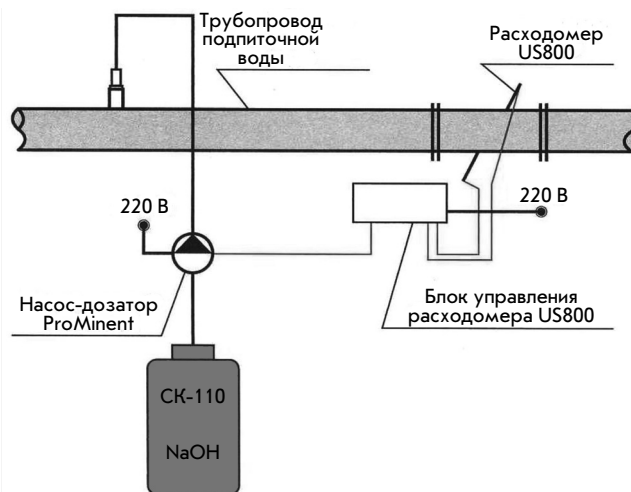 Трубопровод
подпиточной
воды
Расходомер
US800
220 В
220 В
Насос-дозатор
ProMinent
Блок управления
расходомера US800
СК-110
NaOH